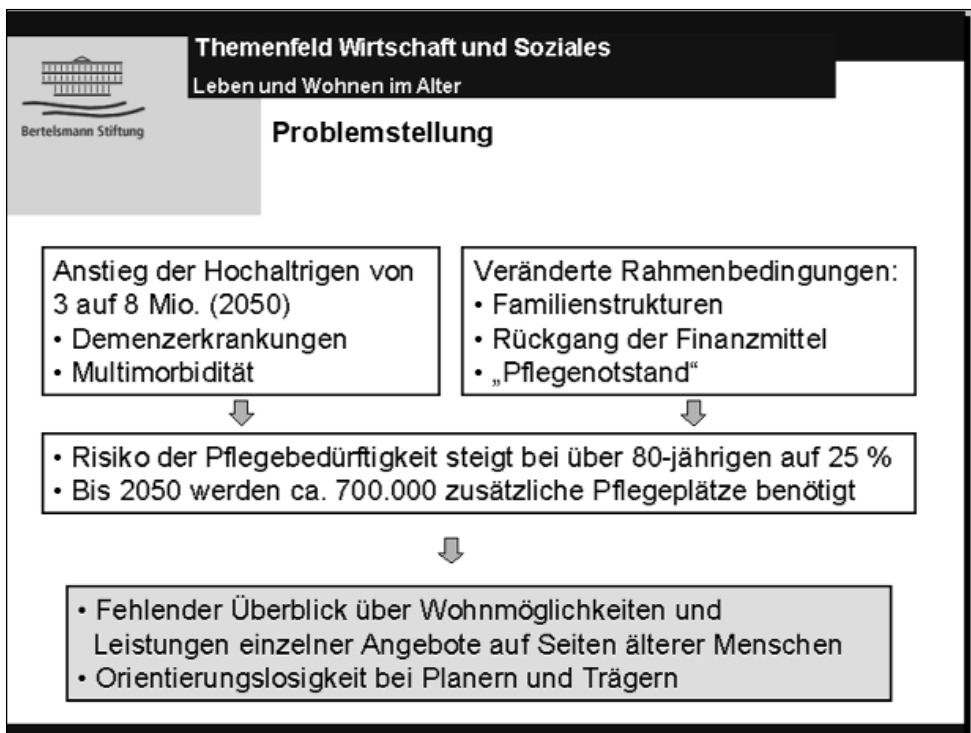 Themenfeld Wirtschaft und Soziales
Leben und Wohnen im Alter
Bertelsmann Stiftung
Problemstellung
Anstieg der Hochaltrigen von
3 auf 8 Mio. (2050)
• Demenzerkrankungen
• Multimorbidität
Veränderte Rahmenbedingungen:
• Familienstrukturen
• Rückgang der Finanzmittel
• „Pflegenotstand“
• Risiko der Pflegebedürftigkeit steigt bei über 80-jährigen auf 25 %
• Bis 2050 werden ca. 700.000 zusätzliche Pflegeplätze benötigt
• Fehlender Überblick über Wohnmöglichkeiten und
Leistungen einzelner Angebote auf Seiten älterer Menschen
• Orientierungslosigkeit bei Planern und Trägern